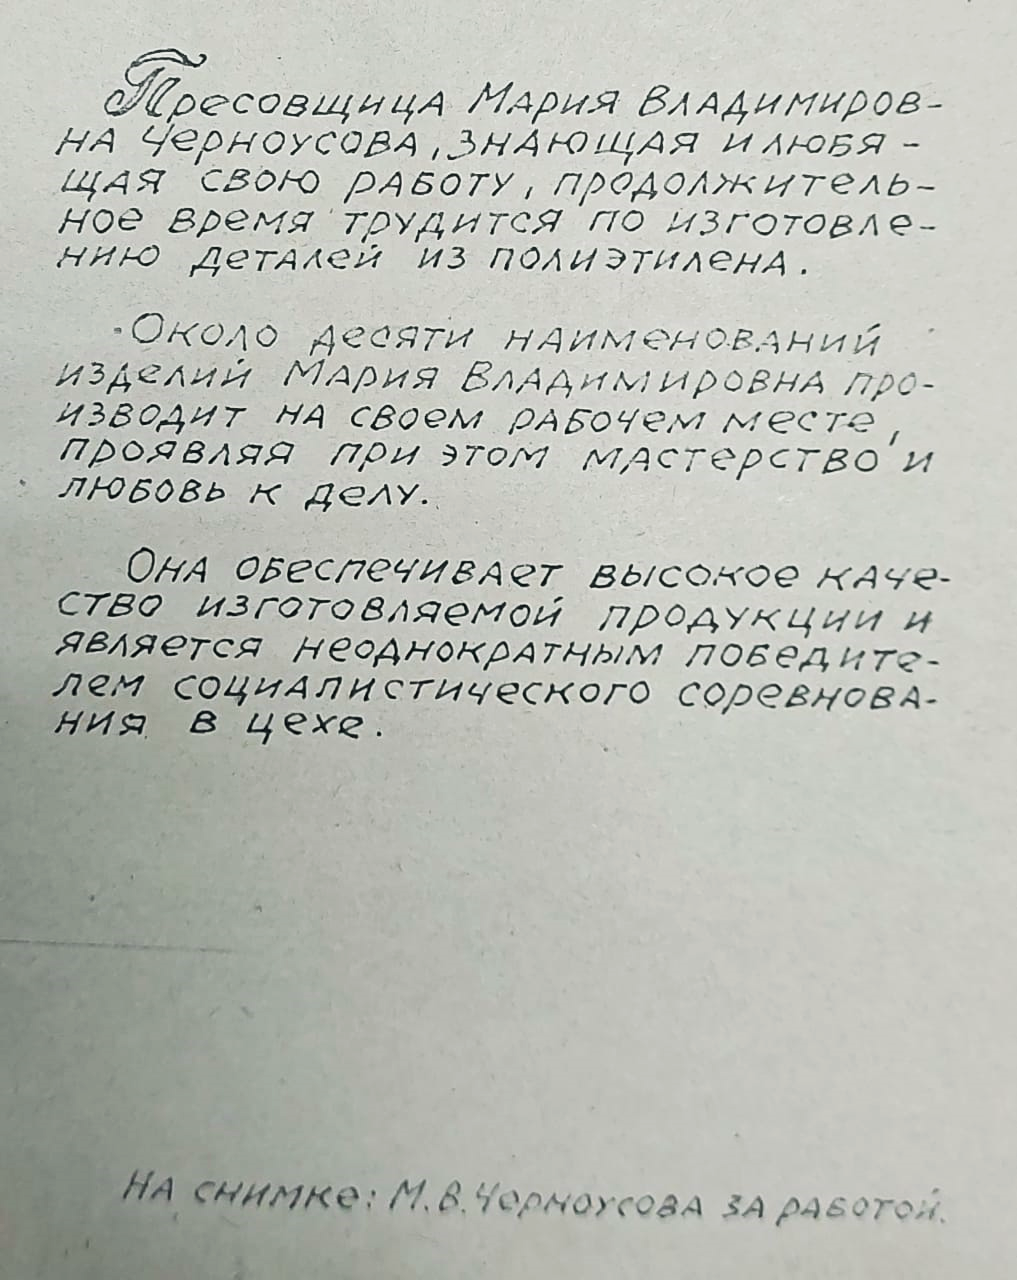 Пресовщица Мария Владимиров-
на Черноусова, знающая и любя-
щая свою работу, продолжитель-
ное время трудится по изготовле-
нию деталей из полиэтилена.
Около десяти наименований
изделий Мария Владимировна про-
изводит на своем рабочем месте,
проявляя при этом мастерство и
любовь к делу.
Она обеспечивает высокое каче-
ство изготовляемой продукции и
является неоднократным победите-
лем социалистического соревнова-
ния в цехе.
На снимке: М.В.Черноусова за работой.